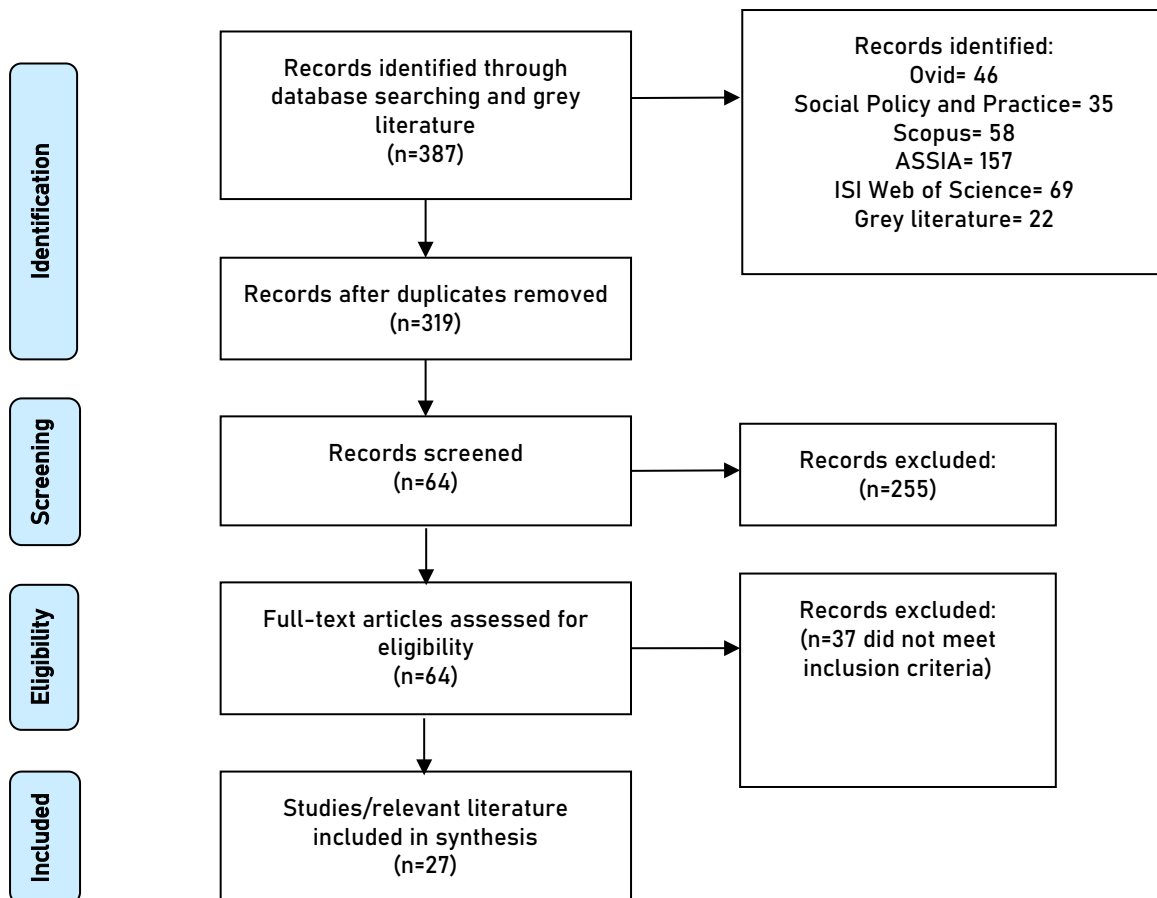 Identification
Records identified through
database searching and grey
literature
(n=387)
Records identified:
Ovid= 46
Social Policy and Practice= 35
Scopus= 58
ASSIA= 157
ISI Web of Science= 69
Grey literature= 22
Records after duplicates removed
(n=319)
Screening
Records screened
(n=64)
Records excluded:
(n=255)
Eligibility
Full-text articles assessed for
eligibility
(n=64)
Records excluded:
(n=37 did not meet
inclusion criteria)
Included
Studies/relevant literature
included in synthesis
(n=27)